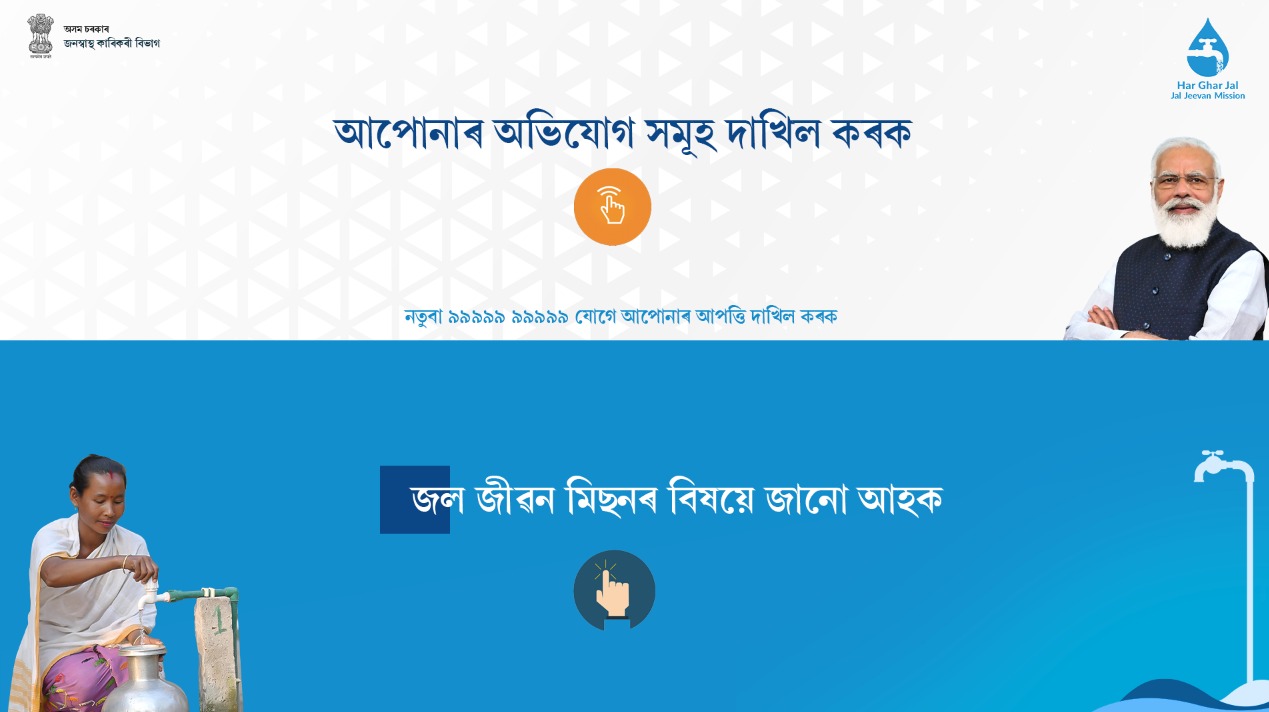 অসম চৰকাৰ
জনস্বাস্থ্য কাৰিকৰী বিভাগ
Har Ghar Jal
Jal Jeevan Mission
আপোনাৰ অভিযোগ সমূহ দাখিল কৰক
নতুবা ৯৯৯৯৯ ৯৯৯৯৯ যোগে আপোনাৰ আপত্তি দাখিল কৰক
জল জীৱন মিছনৰ বিষয়ে জানো আহক
1